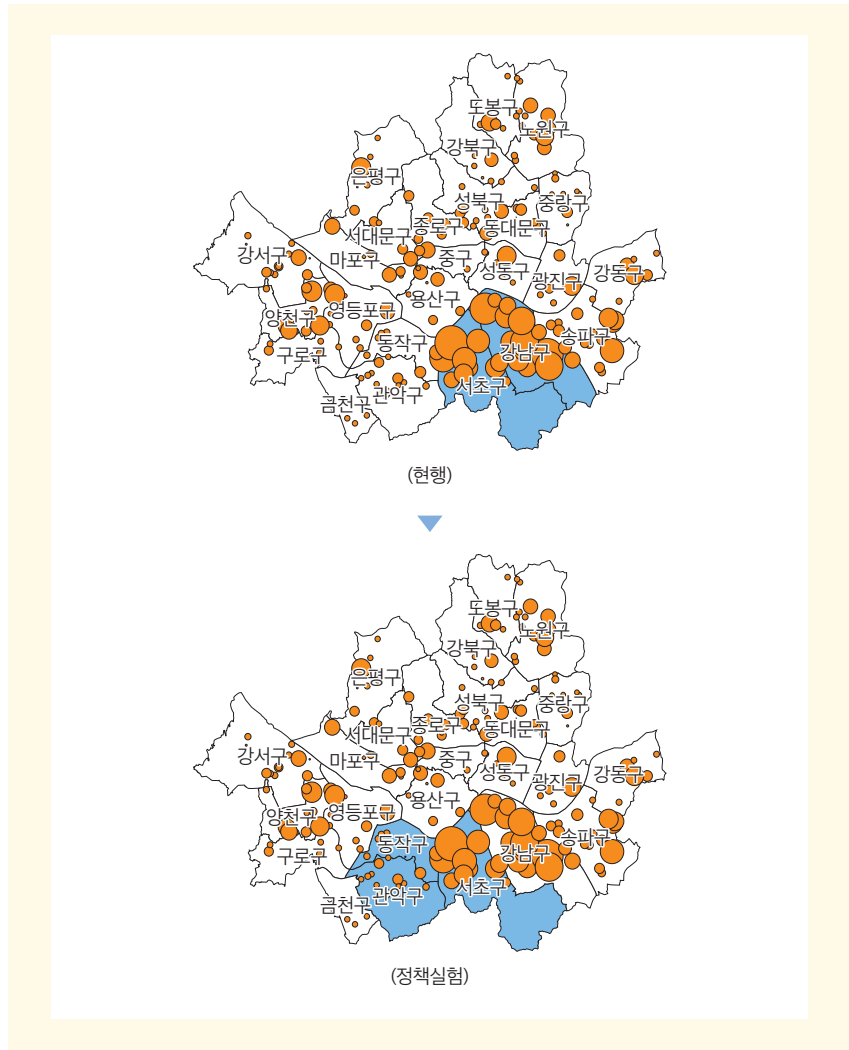 도봉구
노원구
강북구
은평구
성북구
중랑구
종로구
동대문구
서대문구
강서구
마포구
중구
성동구
광진구
강동구
용산구
양천구
영등포구
송파구
동작구
강남구
구로구
서초구
관악구
금천구
(현행)
도봉구
노원구
강북구
은평구
성북구
중랑구
종로구
동대문구
서대문구
강서구
마포구
중구
성동구
광진구
강동구
용산구
양천구
영등포구
송파구
동작구
강남구
구로구
서초구
관악구
금천구
(정책실험)